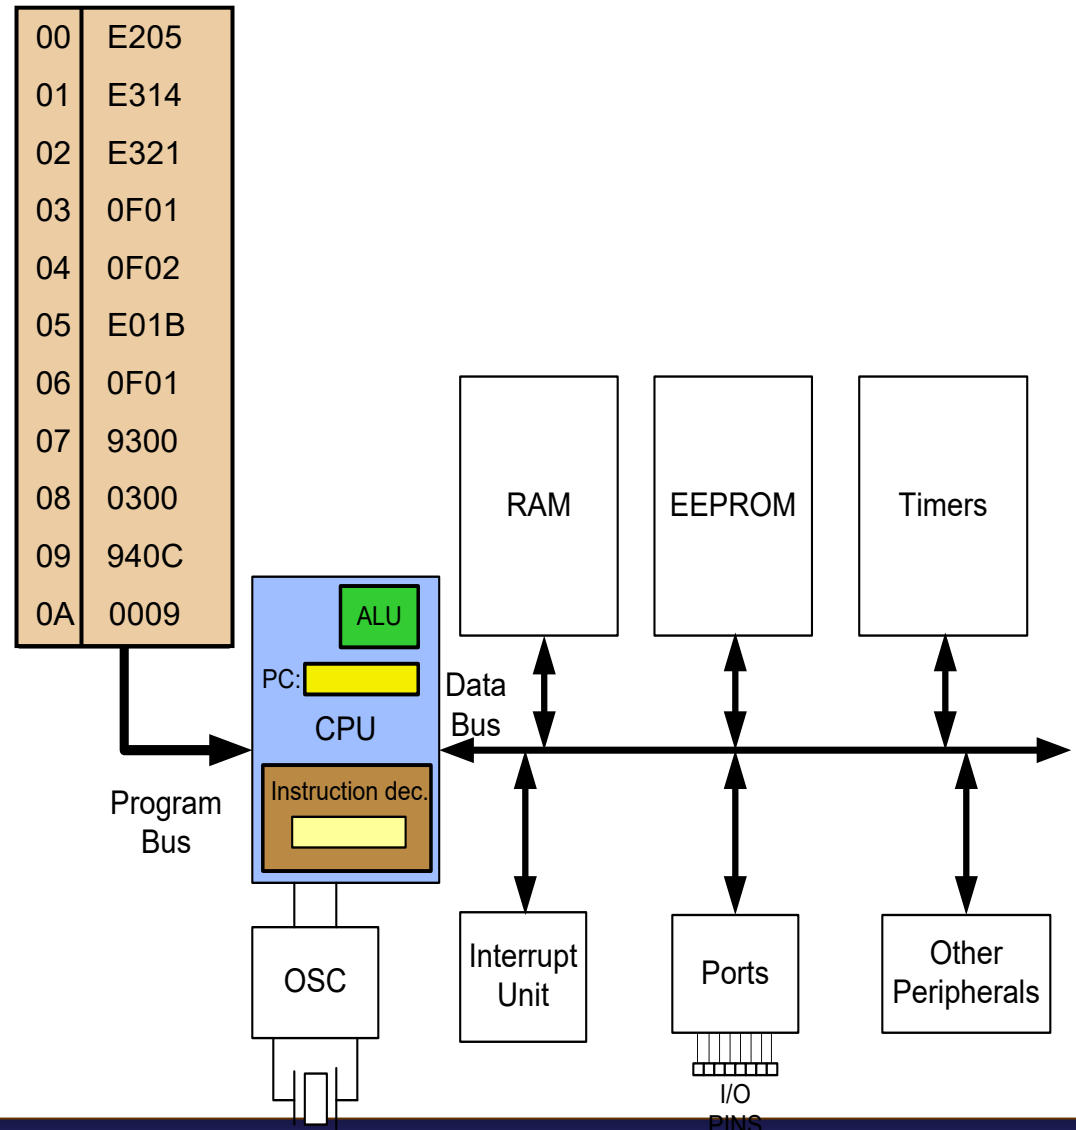 00 E205
01 E314
02 E321
03 0F01
04 0F02
05 E01B
06 0F01
07 9300
08 0300
09 940C
0A 0009
RAM
EEPROM
Timers
ALU
PC:
CPU
Instruction dec.
Data
Bus
Program
Bus
OSC
Interrupt
Unit
Ports
Other
Peripherals
I/O
PINS